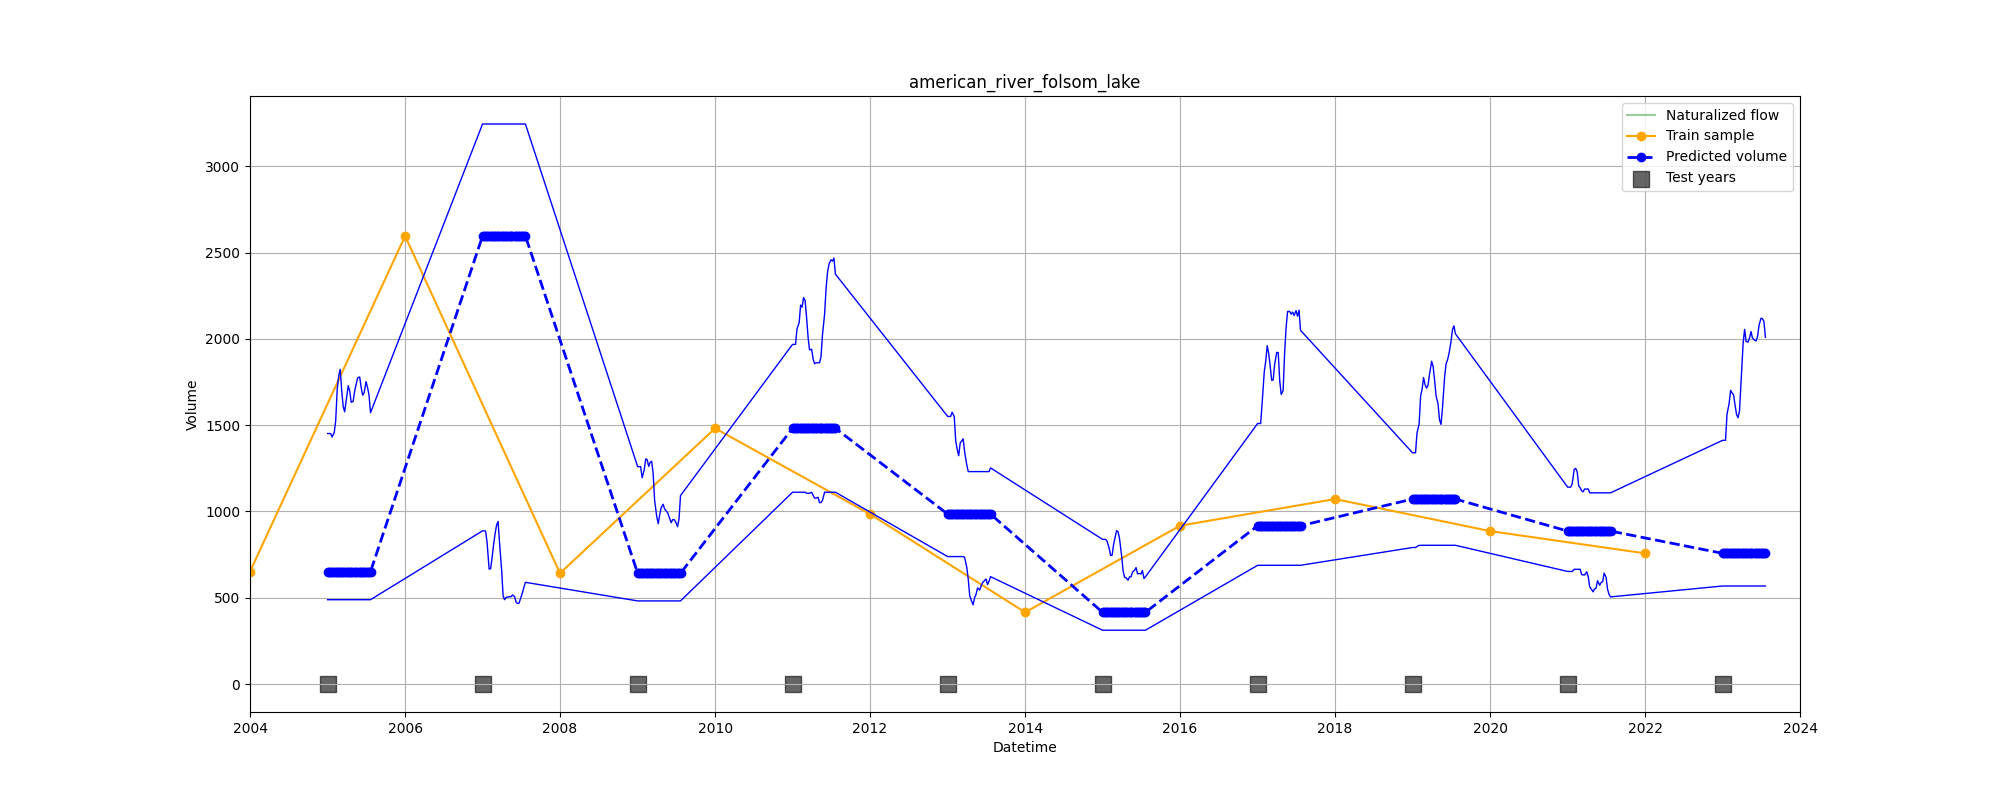 american_river_folsom_lake
Naturalized flow
Train sample
Predicted volume
Test years
3000
2500
2000
1500
1000
500
0
Volume
2004 2006 2008 2010 2012 2014 2016 2018 2020 2022 2024
Datetime